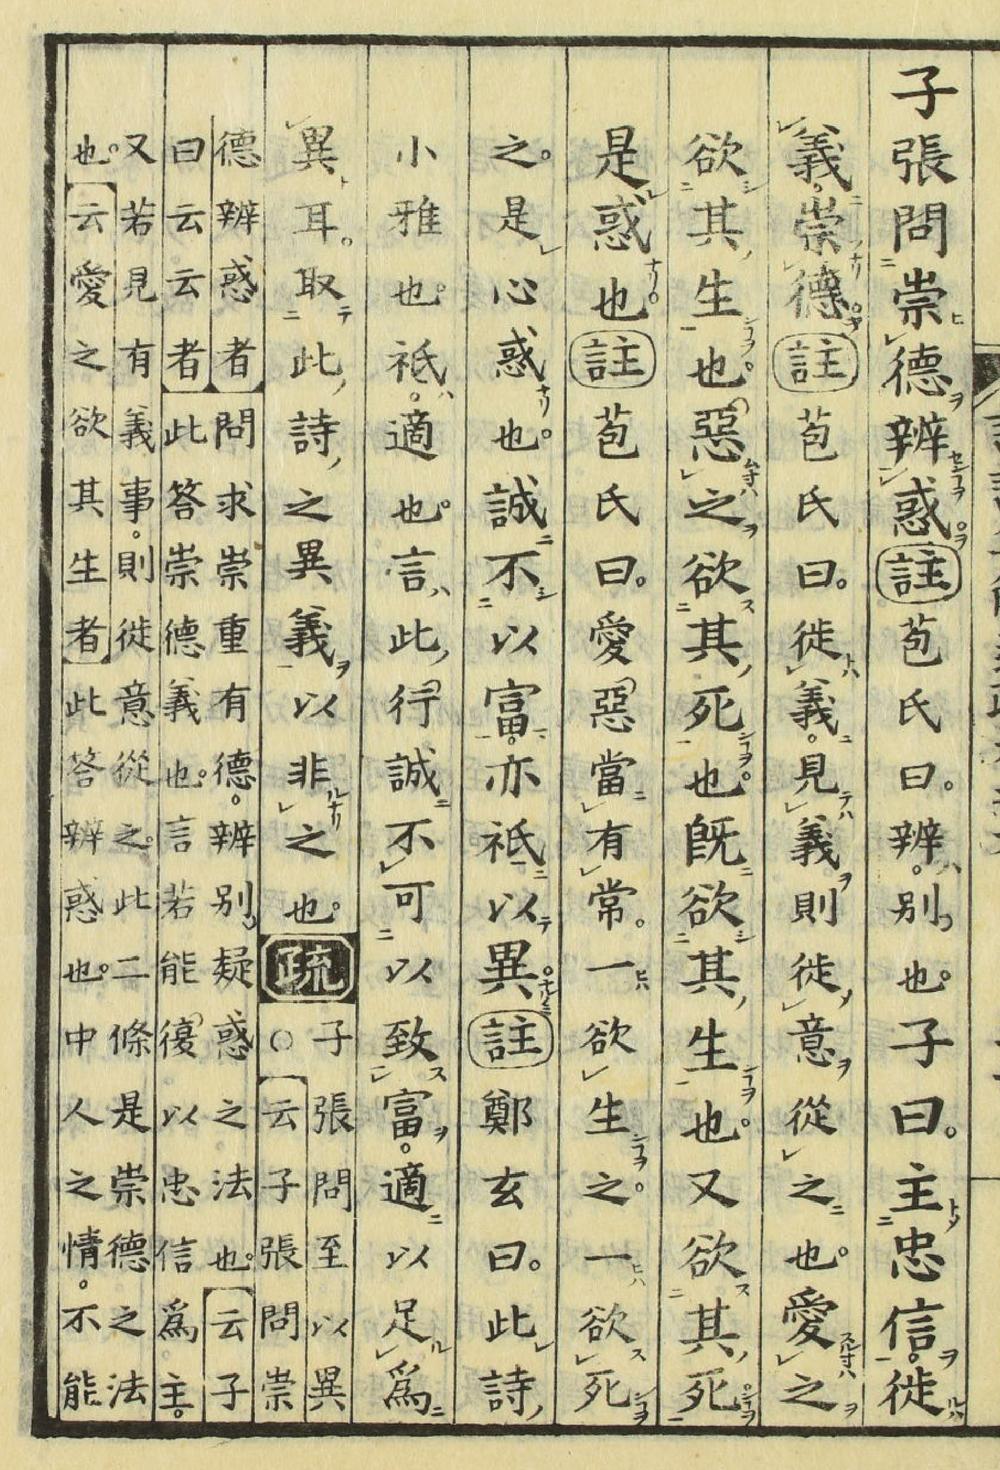 子張問崇德辨惑註苞氏曰。辨。別也。子曰。主忠信。徙
義。崇德註苞氏曰。徙義。見義則徙意從之也。愛之
欲其生也。惡之欲其死也。既欲其生也。又欲其死
是惑也註苞氏曰。愛惡當有常。一欲生之。一欲死
之。是心惑也。誠不以富。亦祇以異註鄭玄曰。此詩
小雅也。祇。適也。言此行誠不可以致富。適以足爲
異耳。取此詩之異義以非之也。疏
子張問至以異
○云子張問崇
德辨惑者問求崇重有德。辨別疑惑之法也。云子
曰云云者此答崇德義也。言若能復以忠信爲主。
又若見有義事。則徙意從之。此二條是崇德之法
也。云愛之欲其生者此答辨惑也。中人之情。不能